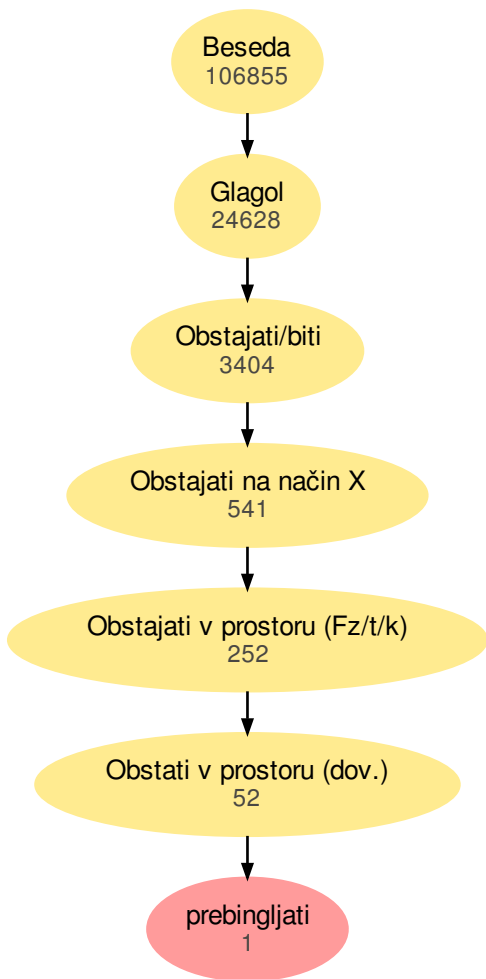 Beseda
106855
Glagol
24628
Obstajati/biti
3404
Obstajati na način X
541
Obstajati v prostoru (Fz/t/k)
252
Obstati v prostoru (dov.)
52
prebingljati
1